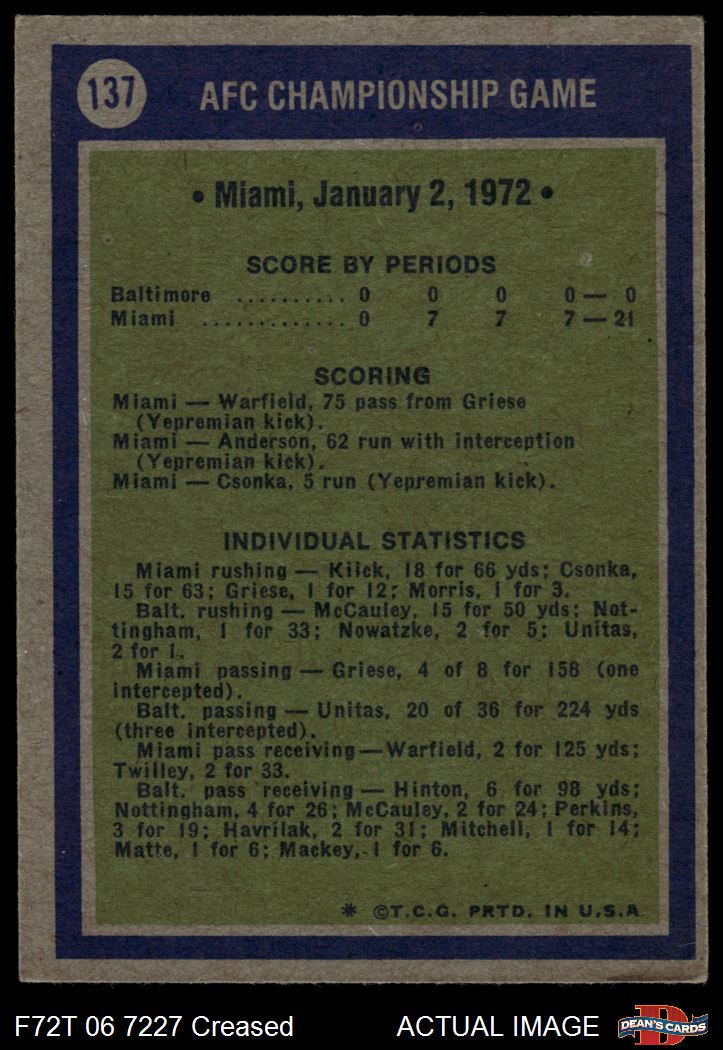 137
AFC CHAMPIONSHIP GAME
• Miami, January 2, 1972 •
SCORE BY PERIODS
Baltimore .......... 0 0 0 0 — 0
Miami ............. 0 7 7 7 — 21
SCORING
Miami — Warfield, 75 pass from Griese
(Yepremian kick).
Miami — Anderson, 62 run with interception
(Yepremian kick).
Miami — Csonka, 5 run (Yepremian kick).
INDIVIDUAL STATISTICS
Miami rushing — Kiick, 18 for 66 yds; Csonka,
15 for 63; Griese, 1 for 12; Morris, 1 for 3.
Balt. rushing — McCauley, 15 for 50 yds; Not-
tingham, 1 for 33; Nowatzke, 2 for 5; Unitas,
2 for 1.
Miami passing — Griese, 4 of 8 for 158 (one
intercepted).
Balt. passing — Unitas, 20 of 36 for 224 yds
(three intercepted).
Miami pass receiving — Warfield, 2 for 125 yds;
Twilley, 2 for 33.
Balt. pass receiving — Hinton, 6 for 98 yds;
Nottingham, 4 for 26; McCauley, 2 for 24; Perkins,
3 for 19; Havrilak, 2 for 31; Mitchell, 1 for 14;
Matte, 1 for 6; Mackey, 1 for 6.
* ©T.C.G. PRTD. IN U.S.A
F72T 06 7227 Creased
ACTUAL IMAGE
D
DEAN'S CARDS